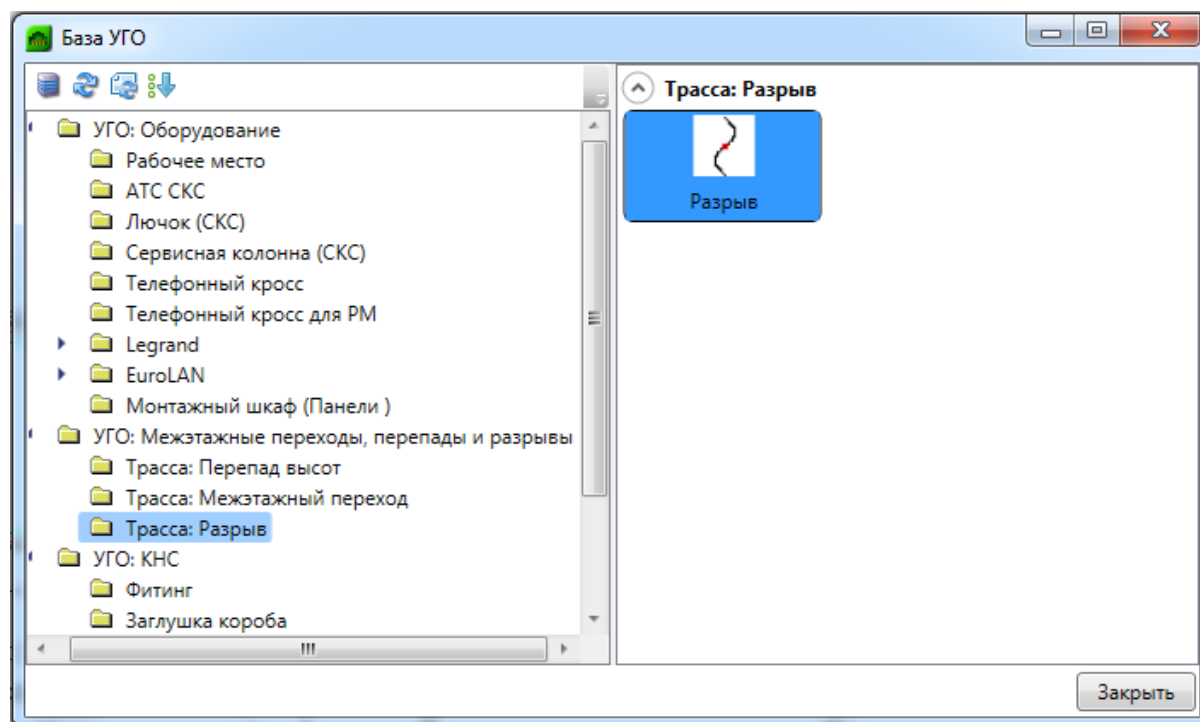 База УГО
УГО: Оборудование
Рабочее место
АТС СКС
Лючок (СКС)
Сервисная колонна (СКС)
Телефонный кросс
Телефонный кросс для РМ
Legrand
EuroLAN
Монтажный шкаф (Панели )
УГО: Межэтажные переходы, перепады и разрывы
Трасса: Перепад высот
Трасса: Межэтажный переход
Трасса: Разрыв
УГО: КНС
Фитинг
Заглушка короба
Трасса: Разрыв
Разрыв
Закрыть